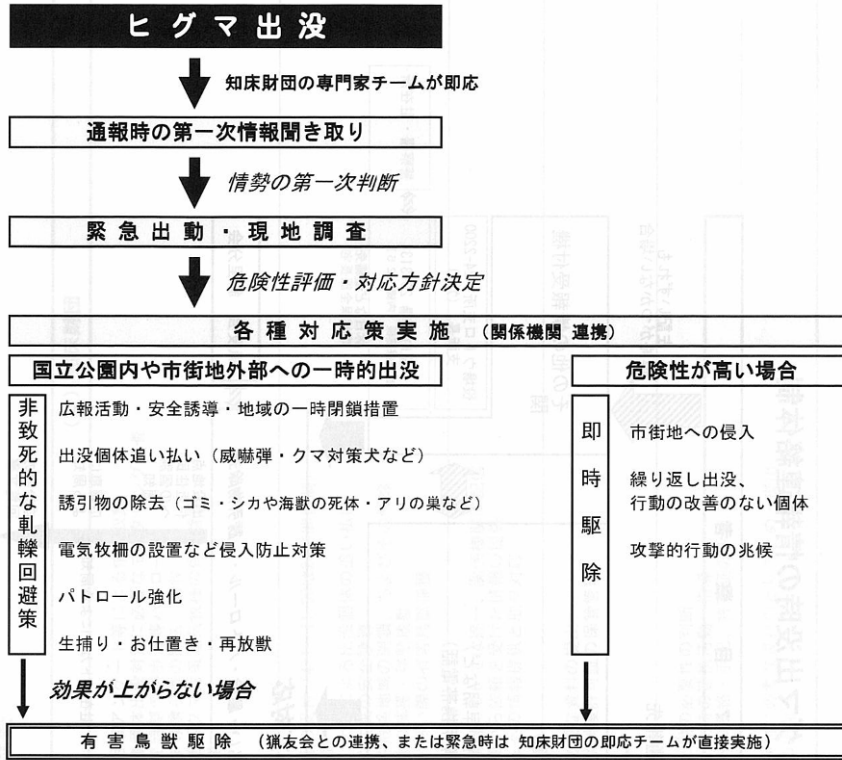 ヒグマ出没
知床財団の専門家チームが即応
通報時の第一次情報聞き取り
情勢の第一次判断
緊急出動・現地調査
危険性評価・対応方針決定
各種対応策実施 (関係機関 連携)
国立公園内や市街地外部への一時的出没
非致死的な軋轢回避策
広報活動・安全誘導・地域の一時閉鎖措置
出没個体追い払い (威嚇弾・クマ対策犬など)
誘引物の除去 (ゴミ・シカや海獣の死体・アリの巣など)
電気牧柵の設置など侵入防止対策
パトロール強化
生捕り・お仕置き・再放獣
効果が上がらない場合
危険性が高い場合
即時駆除
市街地への侵入
繰り返し出没、
行動の改善のない個体
攻撃的行動の兆候
有害鳥獣駆除 (猟友会との連携、または緊急時は 知床財団の即応チームが直接実施)